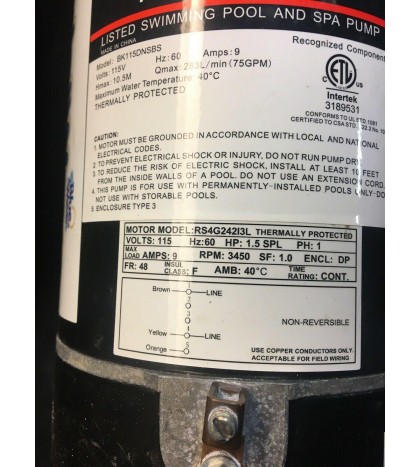 LISTED SWIMMING POOL AND SPA PUMP
MADE IN CHINA
BK115DNSBS
Volts: 115V Hz: 60 Amps: 9
Hmax: 10.5M Qmax: 283L/min (75GPM)
Maximum Water Temperature: 40°C
THERMALLY PROTECTED
Recognized Component
ETL
Intertek
3189531
CONFORMS TO UL STD.1081
CERTIFIED TO CSA STD.
CAUTION:
1. MOTOR MUST BE GROUNDED IN ACCORDANCE WITH LOCAL AND NATIONAL
ELECTRICAL CODES.
2. TO PREVENT ELECTRICAL SHOCK OR INJURY, DO NOT RUN PUMP DRY.
3. TO REDUCE THE RISK OF ELECTRIC SHOCK, INSTALL AT LEAST 10 FEET
FROM THE INSIDE WALLS OF A POOL. DO NOT USE AN EXTENSION CORD.
4. THIS PUMP IS FOR USE WITH PERMANENTLY-INSTALLED POOLS ONLY-DO
NOT USE WITH STORABLE POOLS.
5. ENCLOSURE TYPE 3
MOTOR MODEL: RS4G242I3L THERMALLY PROTECTED
VOLTS: 115 Hz: 60 HP: 1.5 SPL PH: 1
MAX LOAD AMPS: 9 RPM: 3450 SF: 1.0 ENCL: DP
FR: 48 INSUL CLASS: F AMB: 40°C TIME RATING: CONT.
Brown 1 LINE
2
3
Yellow 4 LINE
Orange 5
NON-REVERSIBLE
USE COPPER CONDUCTORS ONLY.
ACCEPTABLE FOR FIELD WIRING